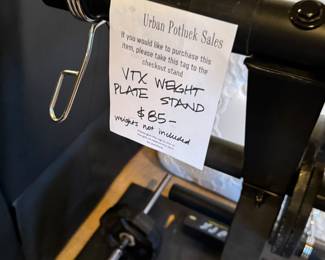 Urban Potluck Sales
If you would like to purchase this
item, please take this tag to the
checkout stand
VTX WEIGHT
PLATE STAND
$85-
weights not included